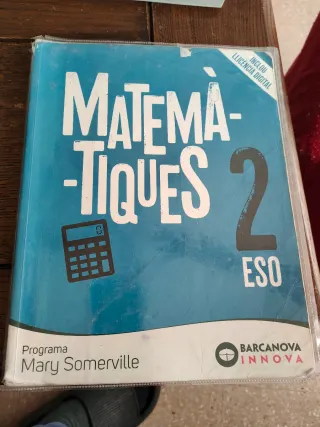 INCLOU
LLICÈNCIA DIGITAL
MATEMÀ-
-TIQUES
2
ESO
Programa
Mary Somerville
BARCANOVA
INNOVA